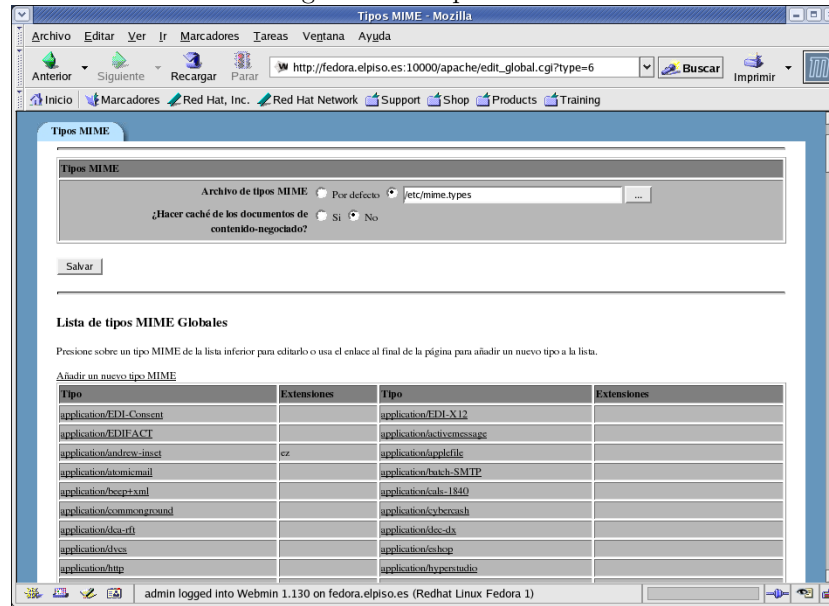 Tipos MIME - Mozilla
Archivo Editar Ver Ir Marcadores Tareas Ventana Ayuda
Anterior Siguiente Recargar Parar http://fedora.elpiso.es:10000/apache/edit_global.cgi?type=6 Buscar Imprimir
Inicio Marcadores Red Hat, Inc. Red Hat Network Support Shop Products Training
Tipos MIME
Tipos MIME
Archivo de tipos MIME Por defecto /etc/mime.types ...
¿Hacer caché de los documentos de contenido-negociado? Si No
Salvar
Lista de tipos MIME Globales
Presione sobre un tipo MIME de la lista inferior para editarlo o usa el enlace al final de la página para añadir un nuevo tipo a la lista.
Añadir un nuevo tipo MIME
Tipo Extensiones Tipo Extensiones
application/EDI-Consent application/EDI-X12
application/EDIFACT application/activemessage
application/andrew-inset ez application/applefile
application/atomicmail application/batch-SMTP
application/beep+xml application/cals-1840
application/commonground application/cybercash
application/dca-rft application/dec-dx
application/dvcs application/eshop
application/http application/hyperstudio
admin logged into Webmin 1.130 on fedora.elpiso.es (Redhat Linux Fedora 1)